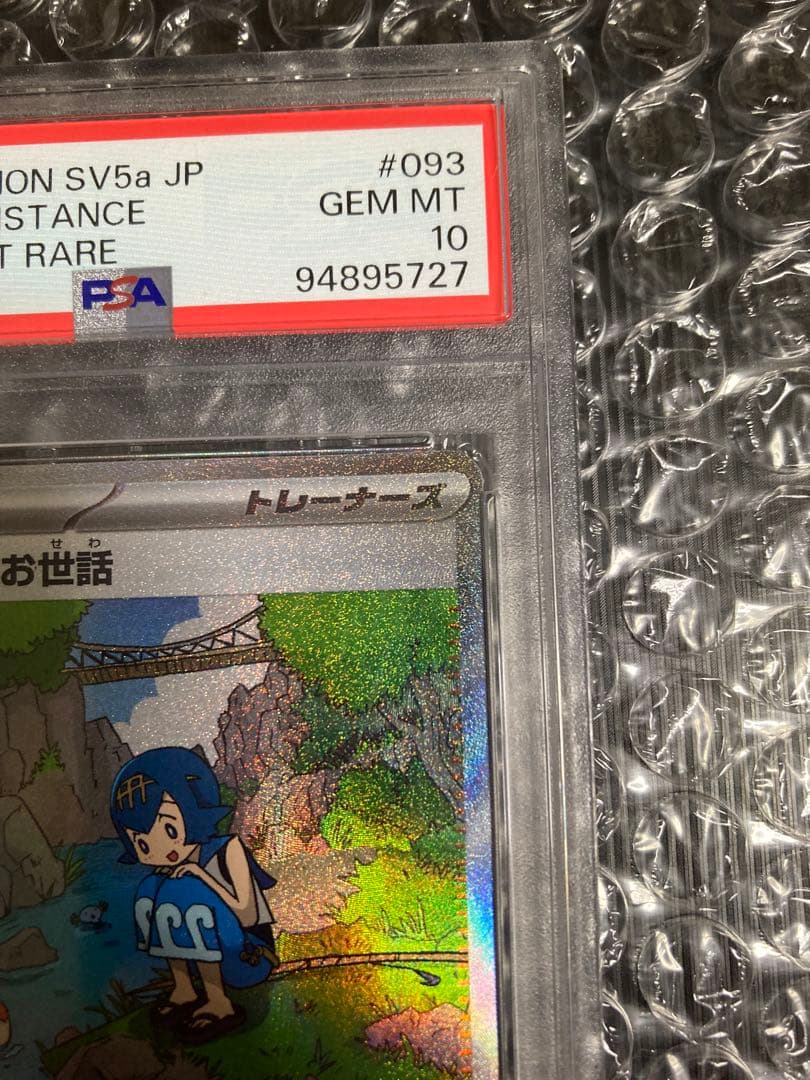 ON SV5a JP #093
ISTANCE GEM MT
T RARE 10
94895727
PSA
トレーナーズ
せわ
お世話